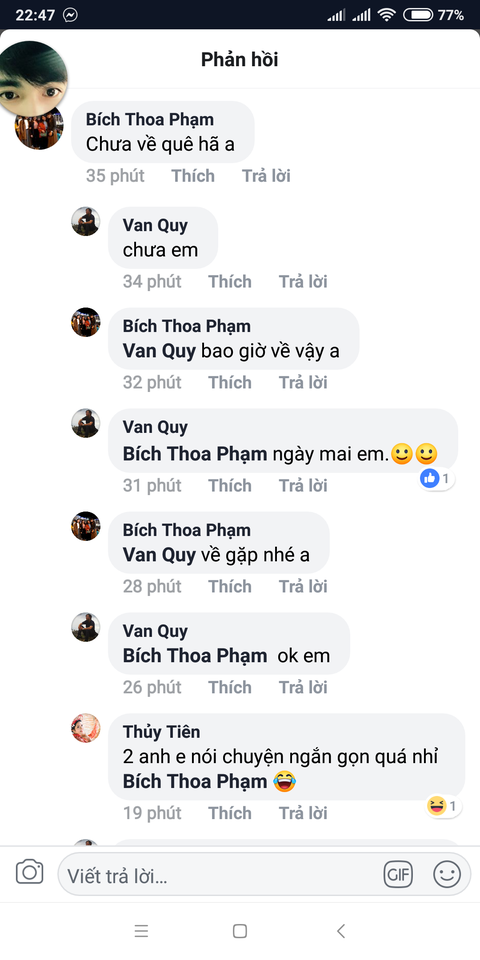 22:47
77%
Phản hồi
Bích Thoa Phạm
Chưa về quê hã a
35 phút Thích Trả lời
Van Quy
chưa em
34 phút Thích Trả lời
Bích Thoa Phạm
Van Quy bao giờ về vậy a
32 phút Thích Trả lời
Van Quy
Bích Thoa Phạm ngày mai em.🙂🙂
1
31 phút Thích Trả lời
Bích Thoa Phạm
Van Quy về gặp nhé a
28 phút Thích Trả lời
Van Quy
Bích Thoa Phạm ok em
26 phút Thích Trả lời
Thủy Tiên
2 anh e nói chuyện ngắn gọn quá nhỉ
Bích Thoa Phạm 😂
1
19 phút Thích Trả lời
Viết trả lời...
GIF